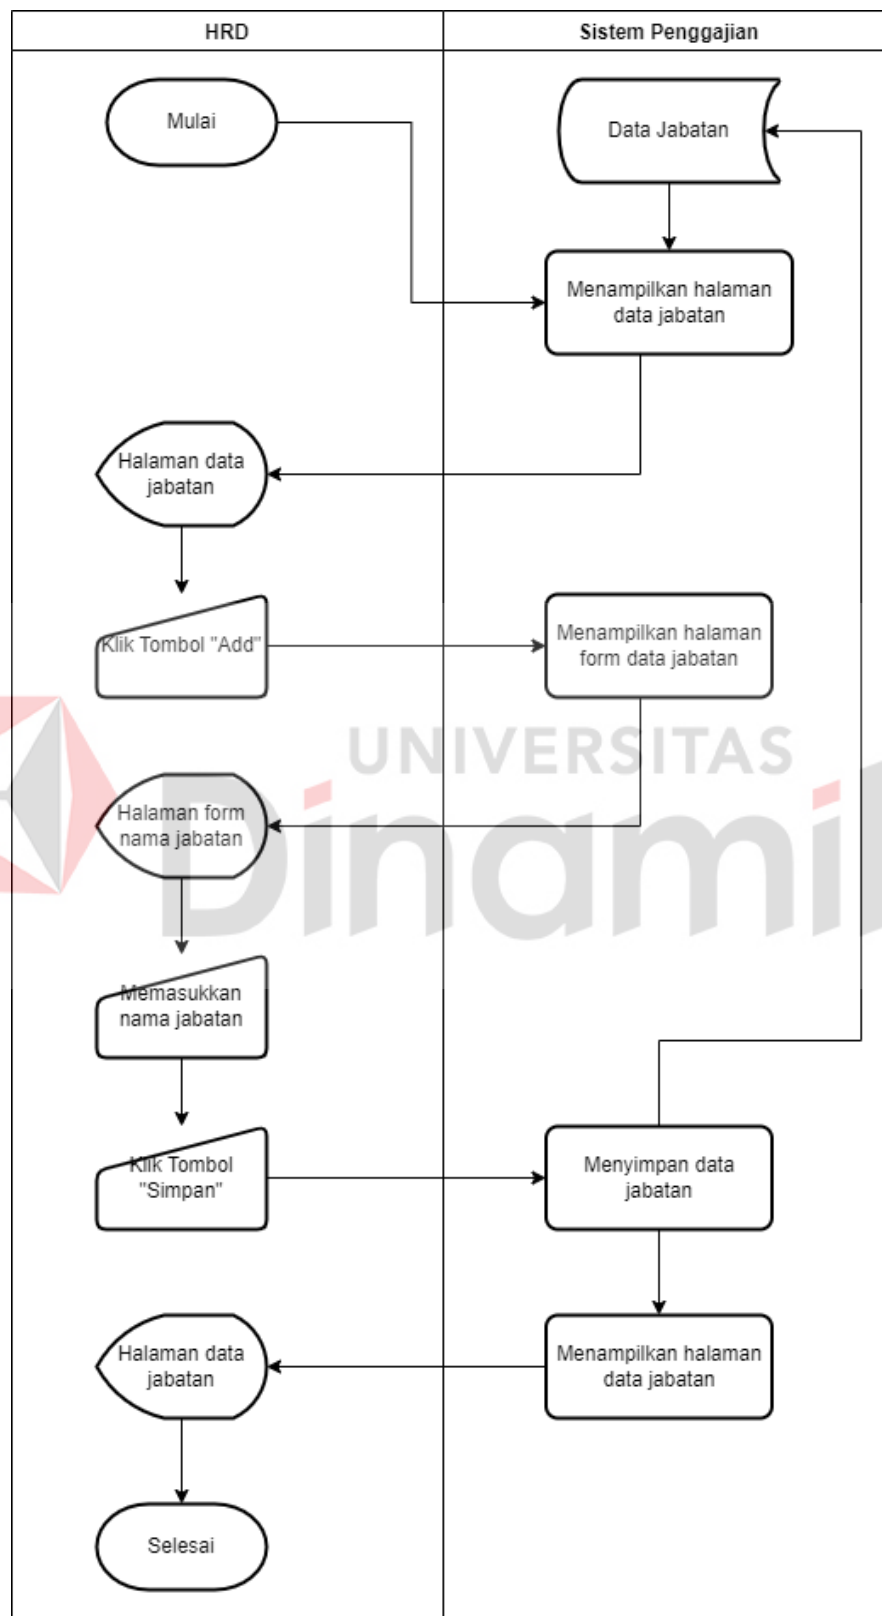 HRD
Sistem Penggajian
Mulai
Data Jabatan
Menampilkan halaman
data jabatan
Halaman data
jabatan
Klik Tombol "Add"
Menampilkan halaman
form data jabatan
UNIVERSITAS
Dinami
Halaman form
nama jabatan
Memasukkan
nama jabatan
Klik Tombol
"Simpan"
Menyimpan data
jabatan
Halaman data
jabatan
Menampilkan halaman
data jabatan
Selesai